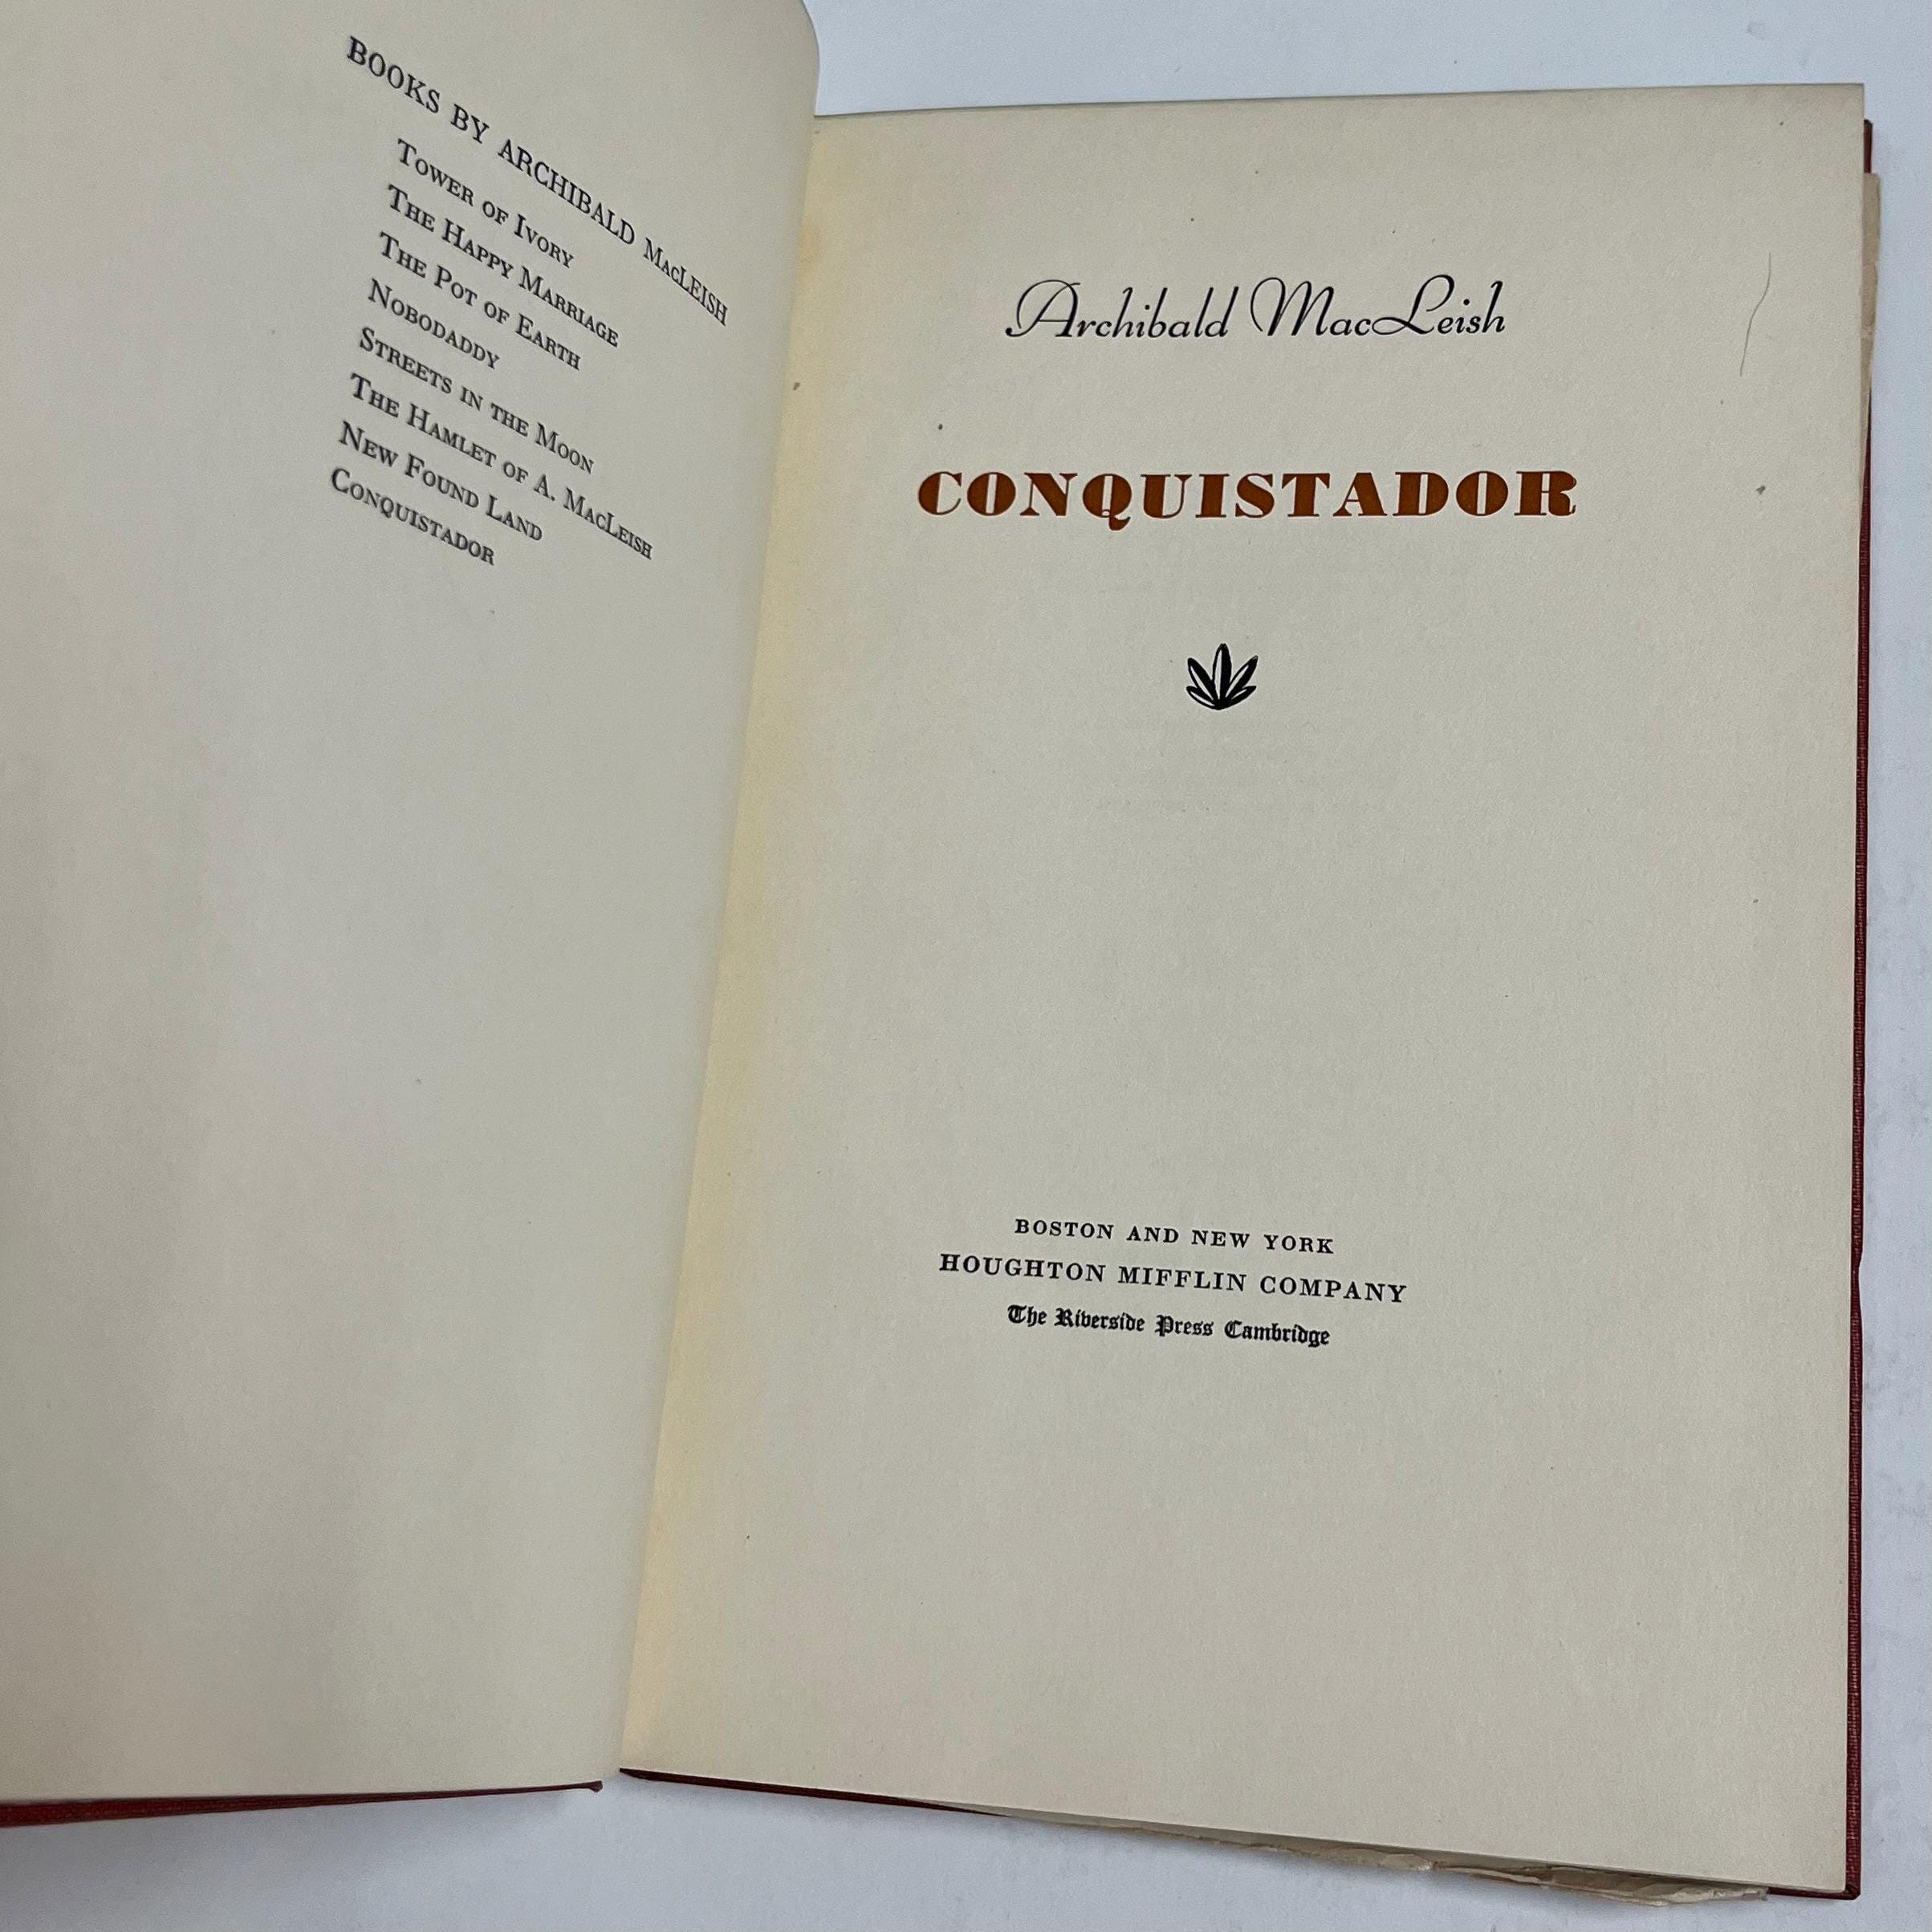 BOOKS BY ARCHIBALD MacLEISH
Tower of Ivory
The Happy Marriage
The Pot of Earth
Nobodaddy
Streets in the Moon
The Hamlet of A. MacLeish
New Found Land
Conquistador
Archibald MacLeish
CONQUISTADOR
BOSTON AND NEW YORK
HOUGHTON MIFFLIN COMPANY
The Riverside Press Cambridge